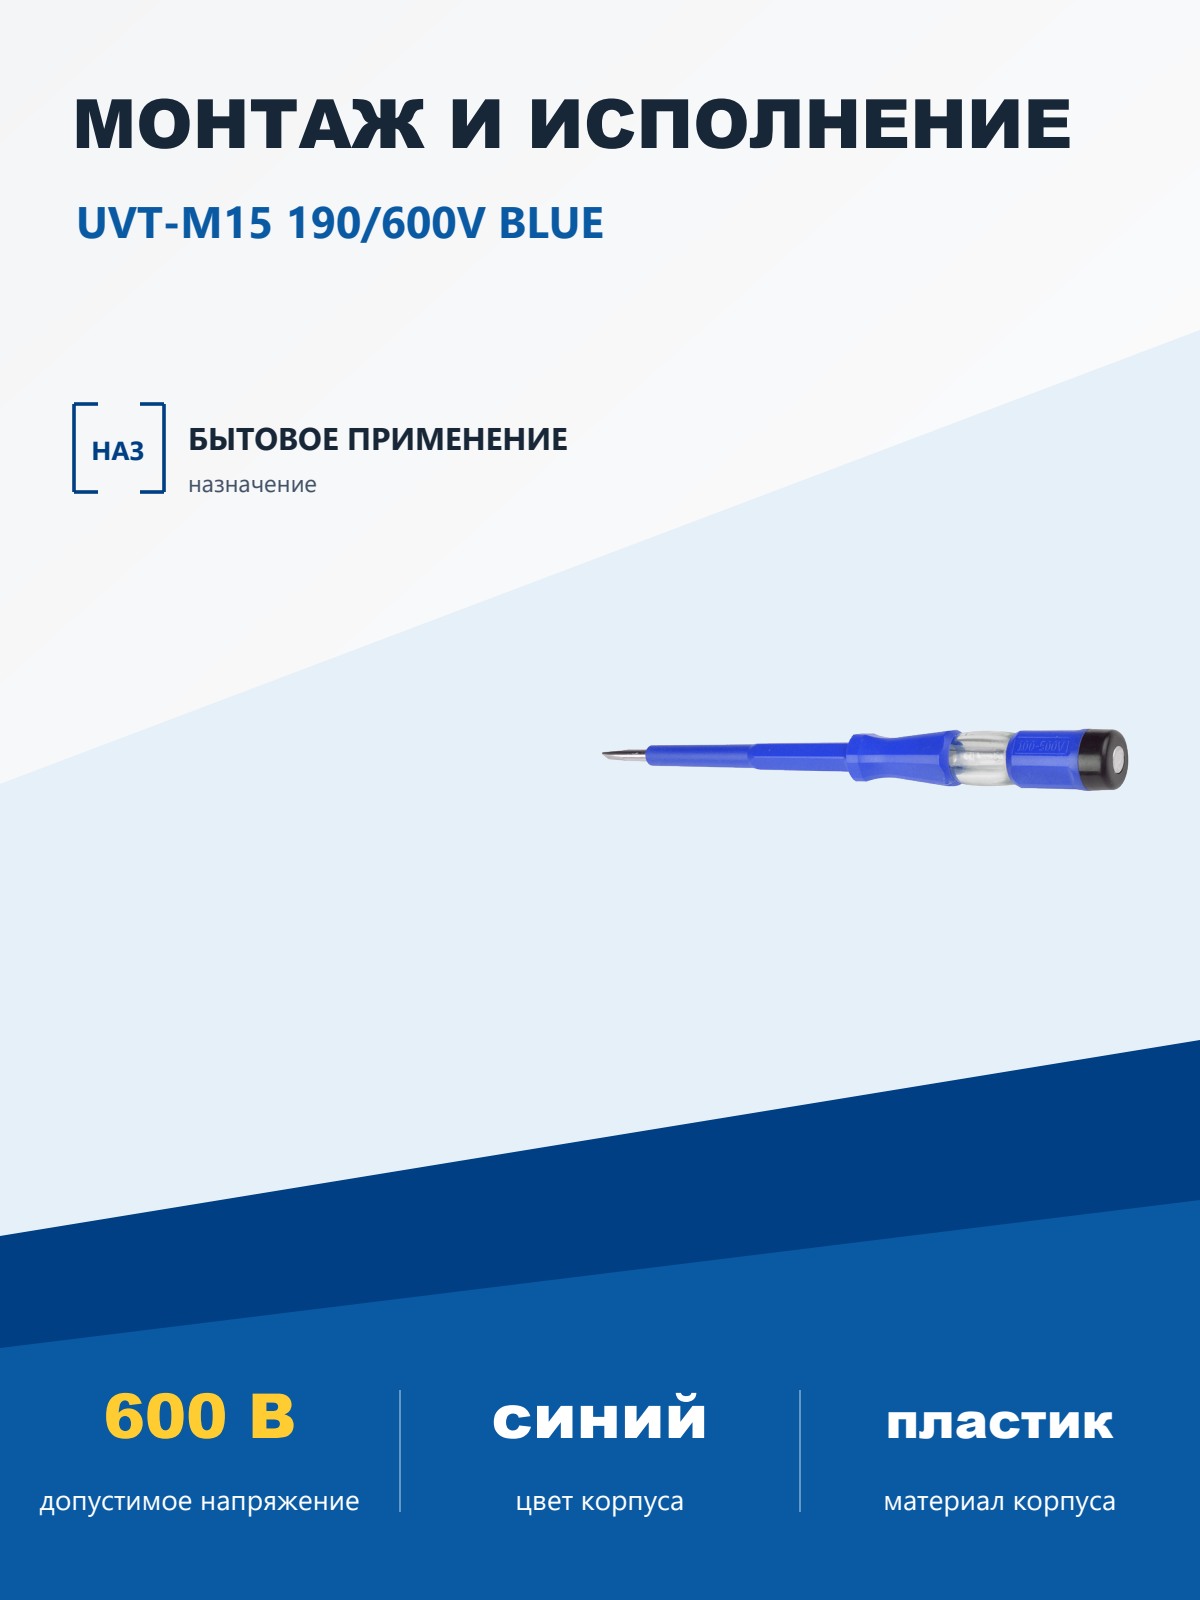 МОНТАЖ И ИСПОЛНЕНИЕ
UVT-M15 190/600V BLUE
НАЗ
БЫТОВОЕ ПРИМЕНЕНИЕ
назначение
100-500V
600 В
допустимое напряжение
синий
цвет корпуса
пластик
материал корпуса